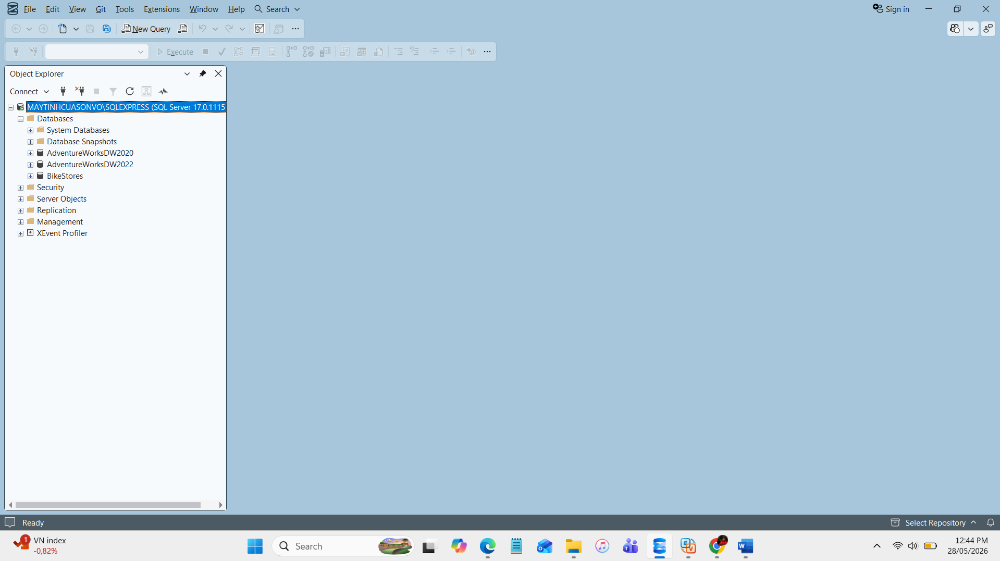 File Edit View Git Tools Extensions Window Help Search Sign in
New Query
Execute
Object Explorer
Connect
MAYTINHCUASONVO\SQLEXPRESS (SQL Server 17.0.1115
Databases
System Databases
Database Snapshots
AdventureWorksDW2020
AdventureWorksDW2022
BikeStores
Security
Server Objects
Replication
Management
XEvent Profiler
Ready Select Repository
1 VN index
-0,82%
Search
12:44 PM
28/05/2026